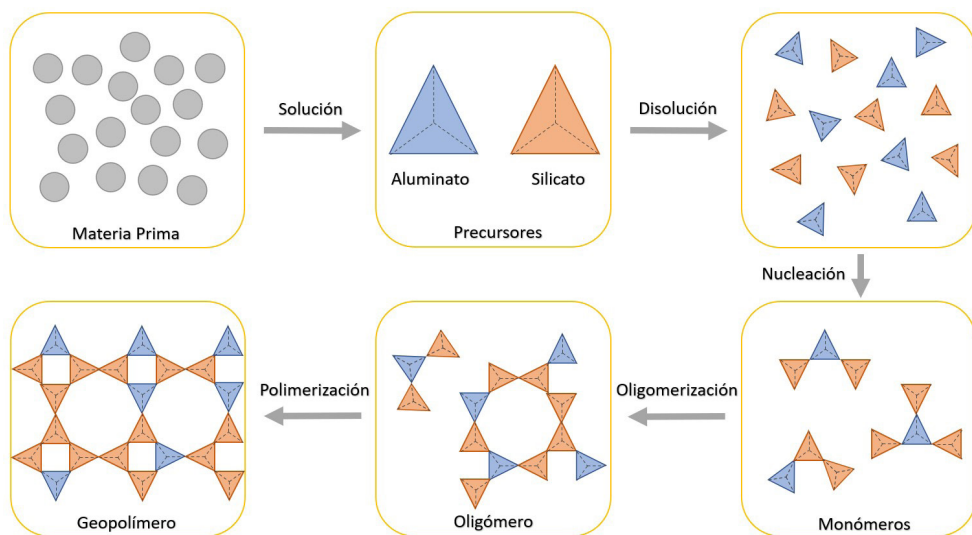 Materia Prima
Solución
Aluminato
Silicato
Precursores
Disolución
Nucleación
Monómeros
Oligomerización
Oligómero
Polimerización
Geopolímero